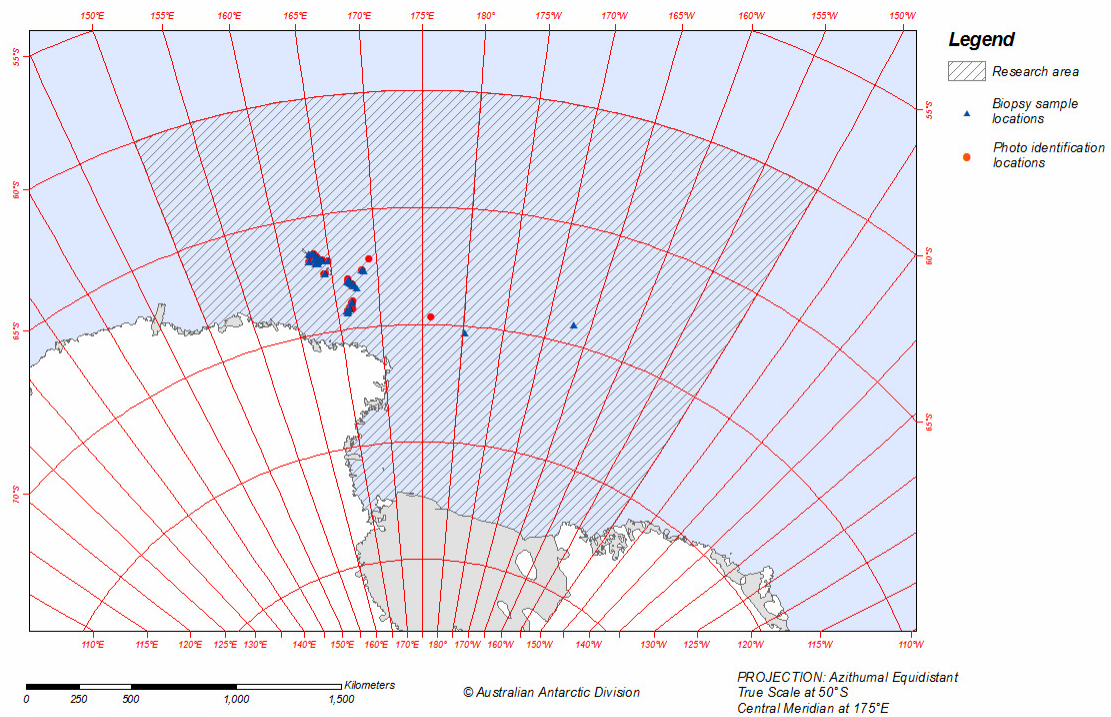 150°E 155°E 160°E 165°E 170°E 175°E 180° 175°W 170°W 165°W 160°W 155°W 150°W
Legend
Research area
Biopsy sample
locations
Photo identification
locations
55°S
60°S
65°S
70°S
55°S
60°S
65°S
110°E 115°E 120°E 125°E 130°E 140°E 150°E 160°E 170°E 180° 170°W 160°W 150°W 140°W 130°W 125°W 120°W 115°W 110°W
Kilometers
0 250 500 1,000 1,500
© Australian Antarctic Division
PROJECTION: Azithumal Equidistant
True Scale at 50°S
Central Meridian at 175°E